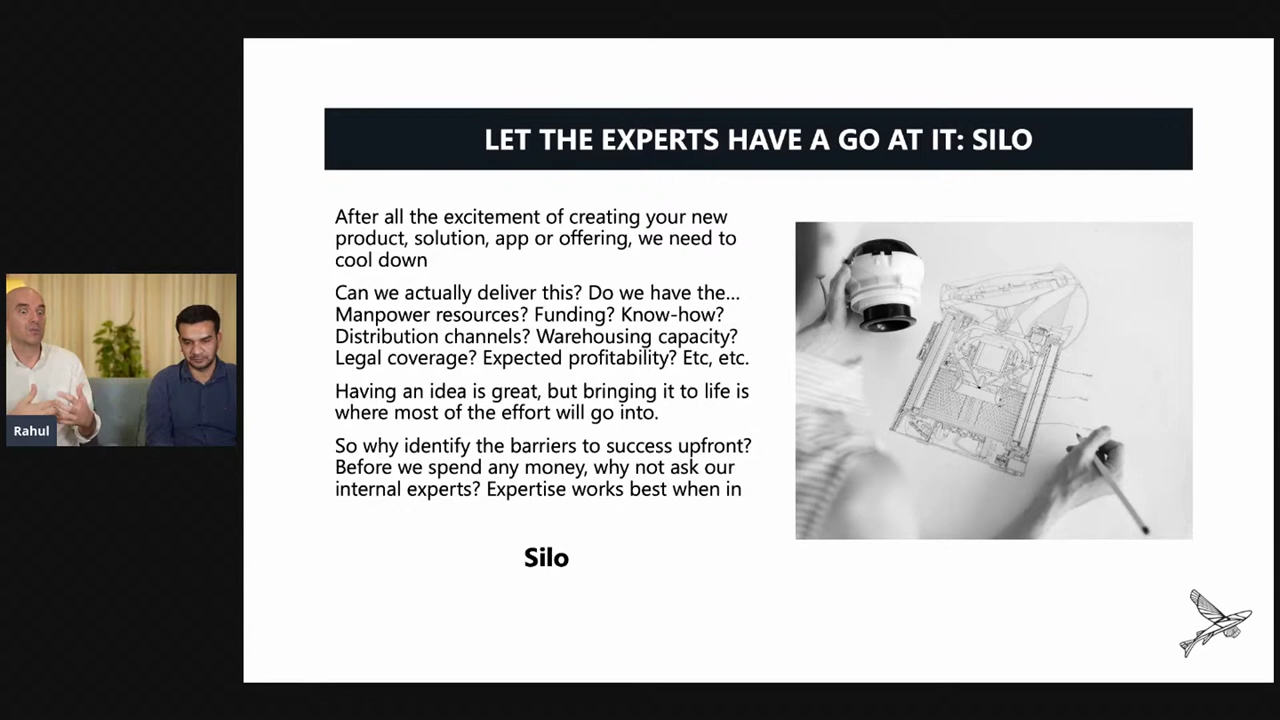 LET THE EXPERTS HAVE A GO AT IT: SILO
After all the excitement of creating your new
product, solution, app or offering, we need to
cool down
Can we actually deliver this? Do we have the…
Manpower resources? Funding? Know-how?
Distribution channels? Warehousing capacity?
Legal coverage? Expected profitability? Etc, etc.
Having an idea is great, but bringing it to life is
where most of the effort will go into.
So why identify the barriers to success upfront?
Before we spend any money, why not ask our
internal experts? Expertise works best when in
Silo
Rahul